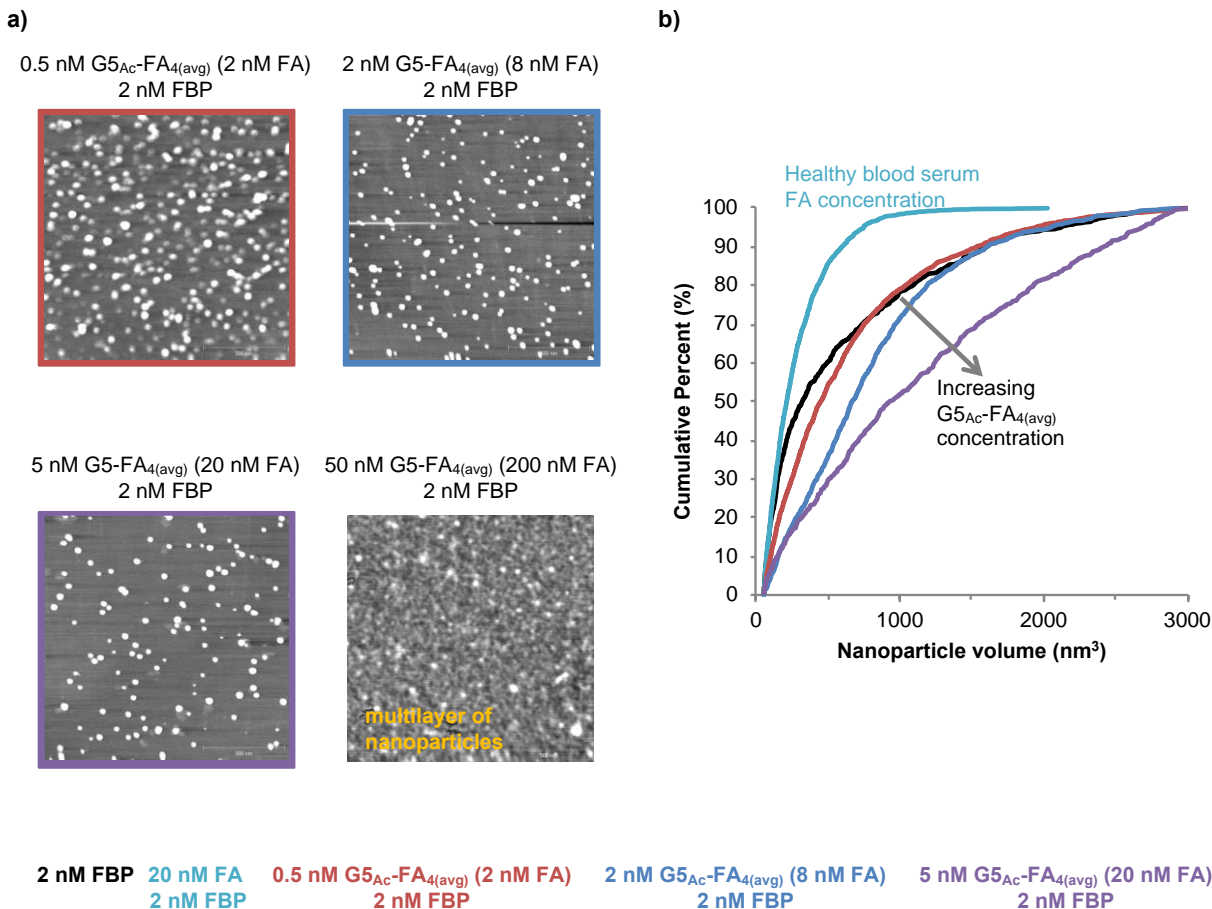 a)
0.5 nM G5Ac-FA4(avg) (2 nM FA)
2 nM FBP
2 nM G5-FA4(avg) (8 nM FA)
2 nM FBP
5 nM G5-FA4(avg) (20 nM FA)
2 nM FBP
50 nM G5-FA4(avg) (200 nM FA)
2 nM FBP
multilayer of
nanoparticles
b)
Healthy blood serum
FA concentration
Increasing
G5Ac-FA4(avg)
concentration
Cumulative Percent (%)
100
90
80
70
60
50
40
30
20
10
0
0 1000 2000 3000
Nanoparticle volume (nm³)
2 nM FBP
20 nM FA
2 nM FBP
0.5 nM G5Ac-FA4(avg) (2 nM FA)
2 nM FBP
2 nM G5Ac-FA4(avg) (8 nM FA)
2 nM FBP
5 nM G5Ac-FA4(avg) (20 nM FA)
2 nM FBP